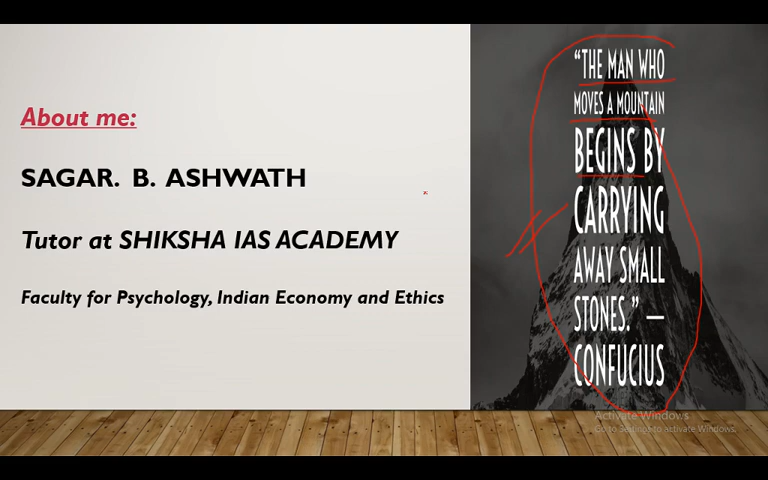 About me:
SAGAR. B. ASHWATH
Tutor at SHIKSHA IAS ACADEMY
Faculty for Psychology, Indian Economy and Ethics
“THE MAN WHO
MOVES A MOUNTAIN
BEGINS BY
CARRYING
AWAY SMALL
STONES.” —
CONFUCIUS
Activate Windows
Go to Settings to activate Windows.